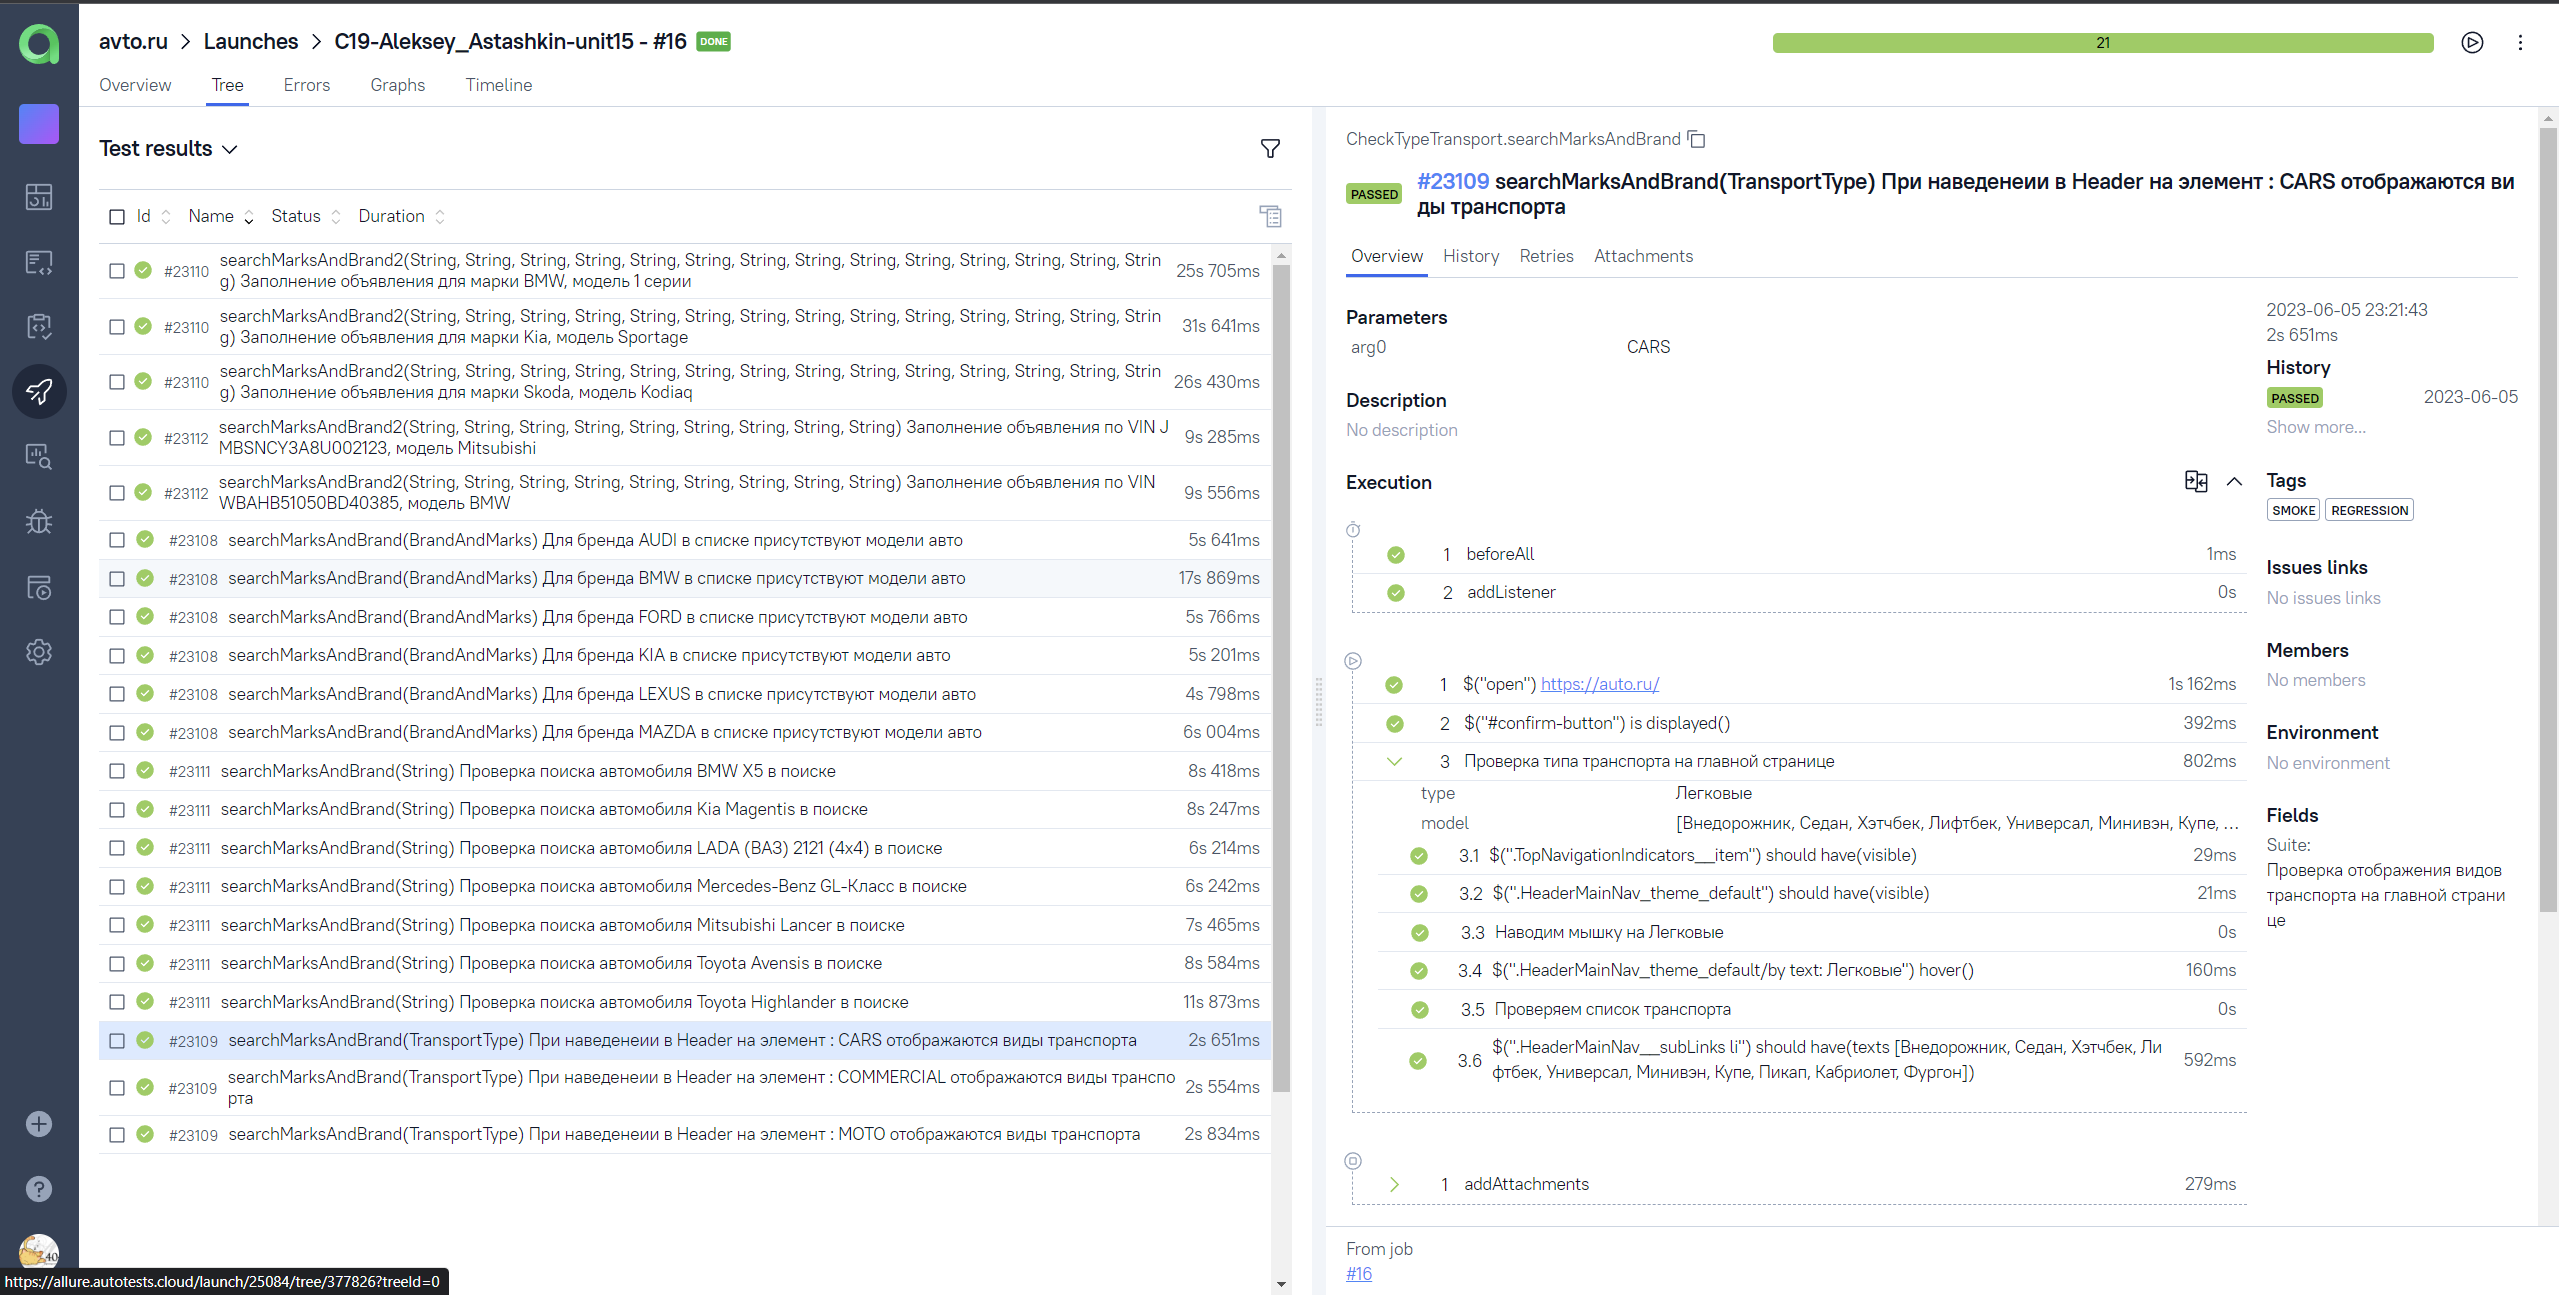 avto.ru > Launches > C19-Aleksey_Astashkin-unit15 - #16 DONE
21
Overview Tree Errors Graphs Timeline
Test results
Id Name Status Duration
#23110 searchMarksAndBrand2(String, String, String, String, String, String, String, String, String, String, String, String, String, String, String, String, Strin
g) Заполнение объявления для марки BMW, модель 1 серии 25s 705ms
#23110 searchMarksAndBrand2(String, String, String, String, String, String, String, String, String, String, String, String, String, String, String, String, Strin
g) Заполнение объявления для марки Kia, модель Sportage 31s 641ms
#23110 searchMarksAndBrand2(String, String, String, String, String, String, String, String, String, String, String, String, String, String, String, String, Strin
g) Заполнение объявления для марки Skoda, модель Kodiaq 26s 430ms
#23112 searchMarksAndBrand2(String, String, String, String, String, String, String, String, String, String, String, String) Заполнение объявления по VIN J
MBSNCY3A8U002123, модель Mitsubishi 9s 285ms
#23112 searchMarksAndBrand2(String, String, String, String, String, String, String, String, String, String, String, String) Заполнение объявления по VIN
WBAHB51050BD40385, модель BMW 9s 556ms
#23108 searchMarksAndBrand(BrandAndMarks) Для бренда AUDI в списке присутствуют модели авто 5s 641ms
#23108 searchMarksAndBrand(BrandAndMarks) Для бренда BMW в списке присутствуют модели авто 17s 869ms
#23108 searchMarksAndBrand(BrandAndMarks) Для бренда FORD в списке присутствуют модели авто 5s 766ms
#23108 searchMarksAndBrand(BrandAndMarks) Для бренда KIA в списке присутствуют модели авто 5s 201ms
#23108 searchMarksAndBrand(BrandAndMarks) Для бренда LEXUS в списке присутствуют модели авто 4s 798ms
#23108 searchMarksAndBrand(BrandAndMarks) Для бренда MAZDA в списке присутствуют модели авто 6s 004ms
#23111 searchMarksAndBrand(String) Проверка поиска автомобиля BMW X5 в поиске 8s 418ms
#23111 searchMarksAndBrand(String) Проверка поиска автомобиля Kia Magentis в поиске 8s 247ms
#23111 searchMarksAndBrand(String) Проверка поиска автомобиля LADA (ВАЗ) 2121 (4x4) в поиске 6s 214ms
#23111 searchMarksAndBrand(String) Проверка поиска автомобиля Mercedes-Benz GL-Класс в поиске 6s 242ms
#23111 searchMarksAndBrand(String) Проверка поиска автомобиля Mitsubishi Lancer в поиске 7s 465ms
#23111 searchMarksAndBrand(String) Проверка поиска автомобиля Toyota Avensis в поиске 8s 584ms
#23111 searchMarksAndBrand(String) Проверка поиска автомобиля Toyota Highlander в поиске 11s 873ms
#23109 searchMarksAndBrand(TransportType) При наведенеии в Header на элемент : CARS отображаются виды транспорта 2s 651ms
#23109 searchMarksAndBrand(TransportType) При наведенеии в Header на элемент : COMMERCIAL отображаются виды транспо
рта 2s 554ms
#23109 searchMarksAndBrand(TransportType) При наведенеии в Header на элемент : MOTO отображаются виды транспорта 2s 834ms
https://allure.autotests.cloud/launch/25084/tree/377826?treeId=0
CheckTypeTransport.searchMarksAndBrand
PASSED #23109 searchMarksAndBrand(TransportType) При наведенеии в Header на элемент : CARS отображаются ви
ды транспорта
Overview History Retries Attachments
Parameters
arg0 CARS
Description
No description
Execution
1 beforeAll 1ms
2 addListener 0s
1 $("open") https://auto.ru/ 1s 162ms
2 $("#confirm-button") is displayed() 392ms
3 Проверка типа транспорта на главной странице 802ms
type Легковые
model [Внедорожник, Седан, Хэтчбек, Лифтбек, Универсал, Минивэн, Купе, ...
3.1 $(".TopNavigationIndicators__item") should have(visible) 29ms
3.2 $(".HeaderMainNav_theme_default") should have(visible) 21ms
3.3 Наводим мышку на Легковые 0s
3.4 $(".HeaderMainNav_theme_default/by text: Легковые") hover() 160ms
3.5 Проверяем список транспорта 0s
3.6 $(".HeaderMainNav__subLinks li") should have(texts [Внедорожник, Седан, Хэтчбек, Ли
фтбек, Универсал, Минивэн, Купе, Пикап, Кабриолет, Фургон]) 592ms
1 addAttachments 279ms
From job
#16
2023-06-05 23:21:43
2s 651ms
History
PASSED 2023-06-05
Show more...
Tags
SMOKE REGRESSION
Issues links
No issues links
Members
No members
Environment
No environment
Fields
Suite:
Проверка отображения видов
транспорта на главной страни
це